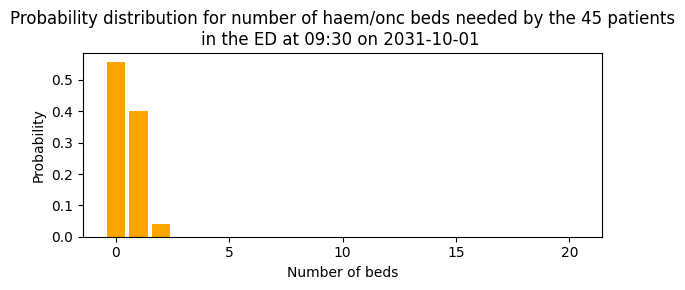 Probability distribution for number of haem/onc beds needed by the 45 patients
in the ED at 09:30 on 2031-10-01
Probability
0.5
0.4
0.3
0.2
0.1
0.0
0 5 10 15 20
Number of beds